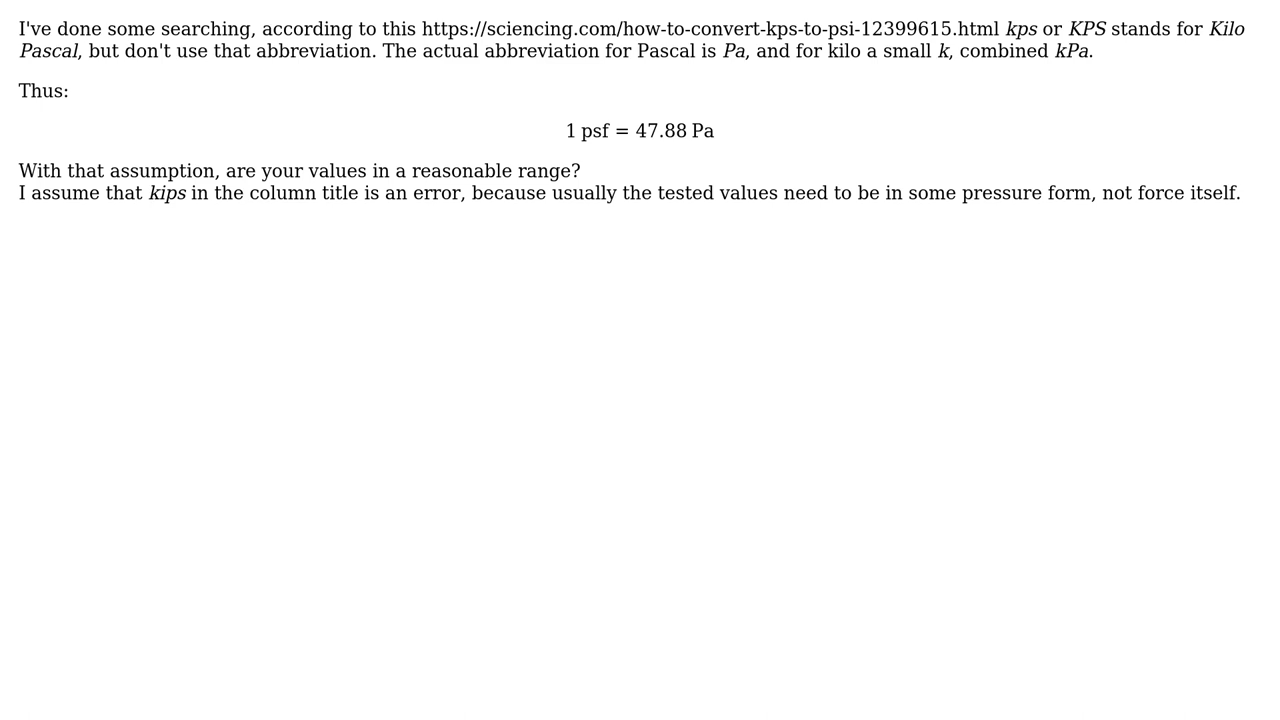 I've done some searching, according to this https://sciencing.com/how-to-convert-kps-to-psi-12399615.html kps or KPS stands for Kilo
Pascal, but don't use that abbreviation. The actual abbreviation for Pascal is Pa, and for kilo a small k, combined kPa.
Thus:
1 psf = 47.88 Pa
With that assumption, are your values in a reasonable range?
I assume that kips in the column title is an error, because usually the tested values need to be in some pressure form, not force itself.